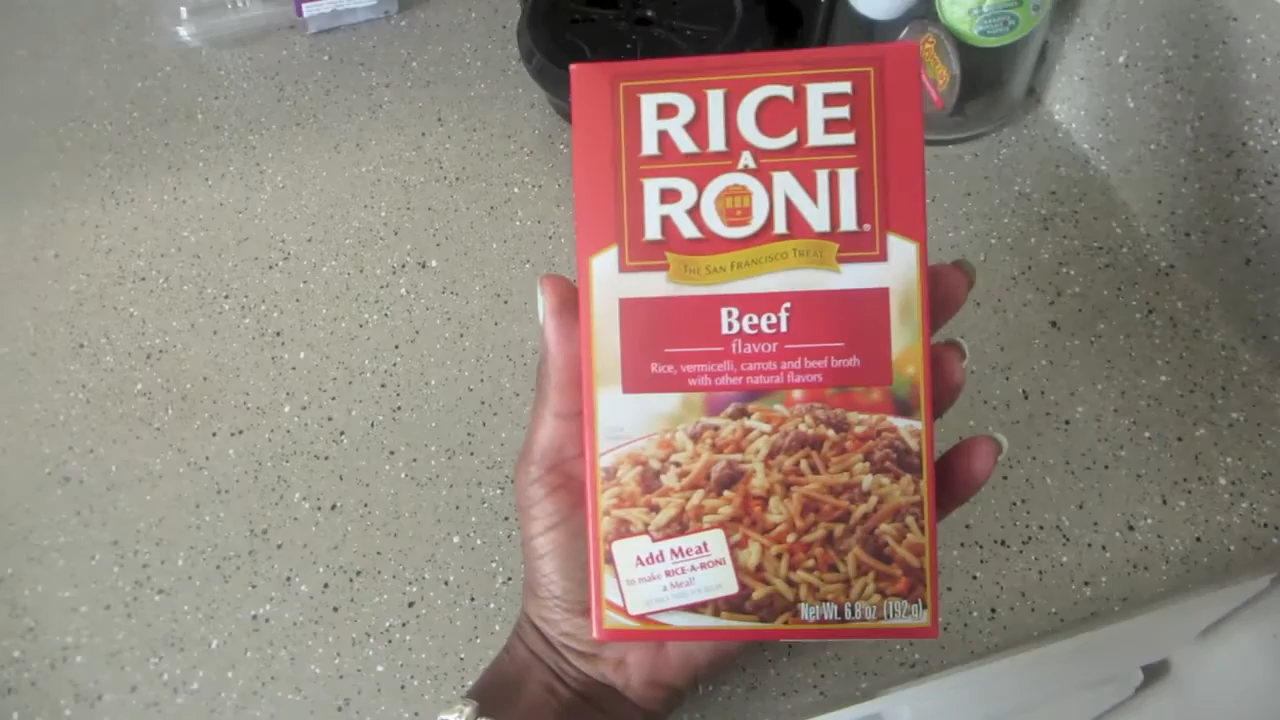 RICE
A
RONI®
THE SAN FRANCISCO TREAT
Beef
flavor
Rice, vermicelli, carrots and beef broth
with other natural flavors
Add Meat
to make RICE-A-RONI
a Meal!
Net Wt. 6.8 oz (192 g)